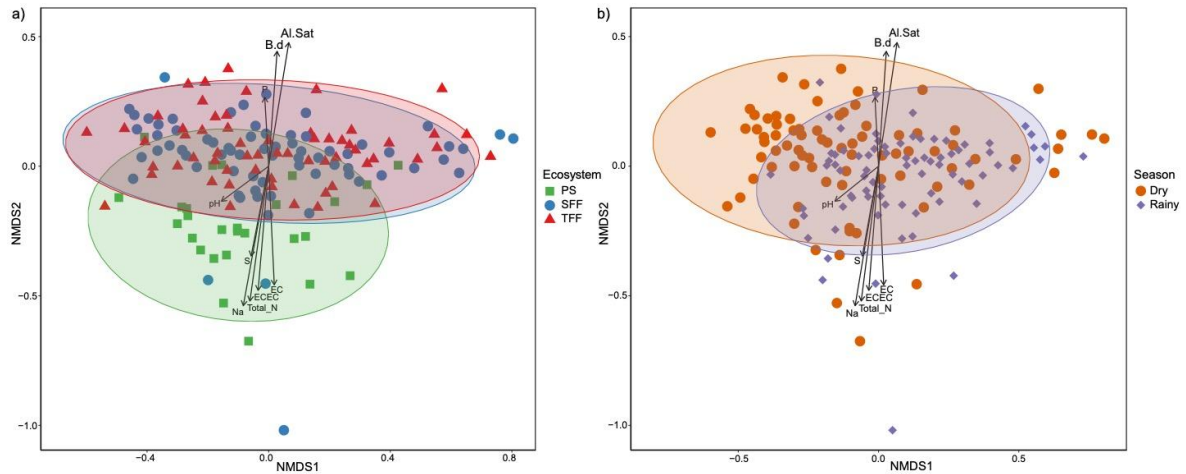 a)
Al.Sat
B.d
P
pH
S
EC
ECEC
Total_N
Na
0.5
0.0
-0.5
-1.0
NMDS2
-0.4
0.0
0.4
0.8
NMDS1
Ecosystem
PS
SFF
TFF
b)
Al.Sat
B.d
P
pH
S
EC
ECEC
Total_N
Na
0.5
0.0
-0.5
-1.0
NMDS2
-0.5
0.0
0.5
NMDS1
Season
Dry
Rainy